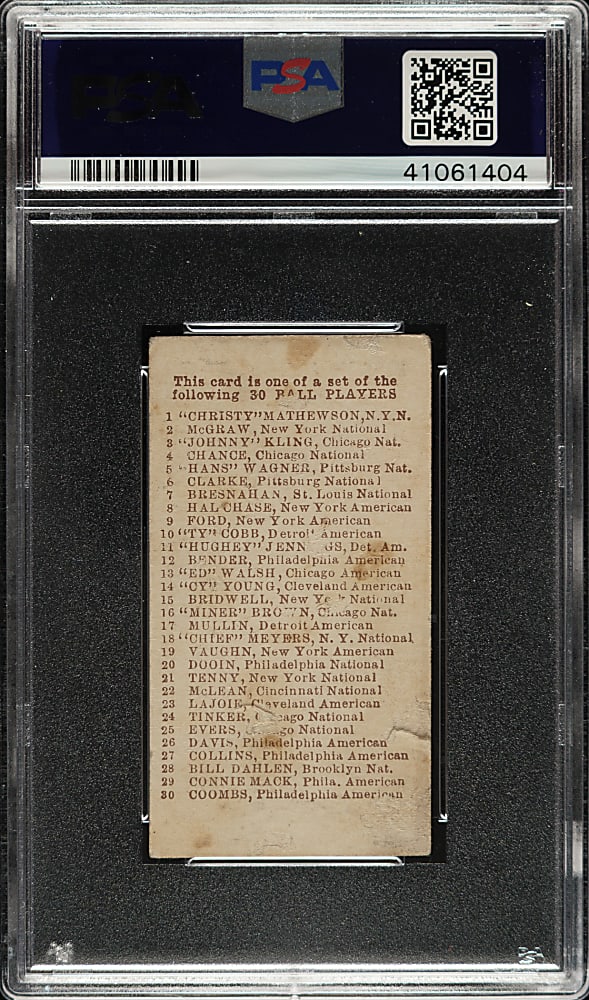 PSA
41061404
This card is one of a set of the
following 30 BALL PLAYERS
1 "CHRISTY" MATHEWSON, N.Y.N.
2 McGRAW, New York National
3 "JOHNNY" KLING, Chicago Nat.
4 CHANCE, Chicago National
5 "HANS" WAGNER, Pittsburg Nat.
6 CLARKE, Pittsburg National
7 BRESNAHAN, St. Louis National
8 HAL CHASE, New York American
9 FORD, New York American
10 "TY" COBB, Detroit American
11 "HUGHEY" JENNINGS, Det. Am.
12 BENDER, Philadelphia American
13 "ED" WALSH, Chicago American
14 "CY" YOUNG, Cleveland American
15 BRIDWELL, New York National
16 "MINER" BROWN, Chicago Nat.
17 MULLIN, Detroit American
18 "CHIEF" MEYERS, N. Y. National
19 VAUGHN, New York American
20 DOOIN, Philadelphia National
21 TENNY, New York National
22 McLEAN, Cincinnati National
23 LAJOIE, Cleveland American
24 TINKER, Chicago National
25 EVERS, Chicago National
26 DAVIS, Philadelphia American
27 COLLINS, Philadelphia American
28 BILL DAHLEN, Brooklyn Nat.
29 CONNIE MACK, Phila. American
30 COOMBS, Philadelphia American